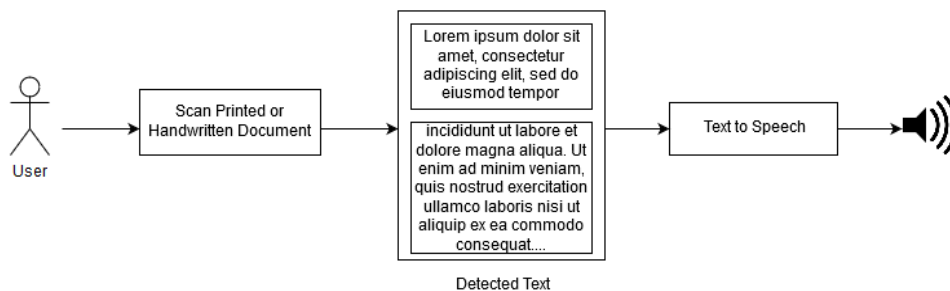 User
Scan Printed or
Handwritten Document
Lorem ipsum dolor sit
amet, consectetur
adipiscing elit, sed do
eiusmod tempor
incididunt ut labore et
dolore magna aliqua. Ut
enim ad minim veniam,
quis nostrud exercitation
ullamco laboris nisi ut
aliquip ex ea commodo
consequat....
Detected Text
Text to Speech